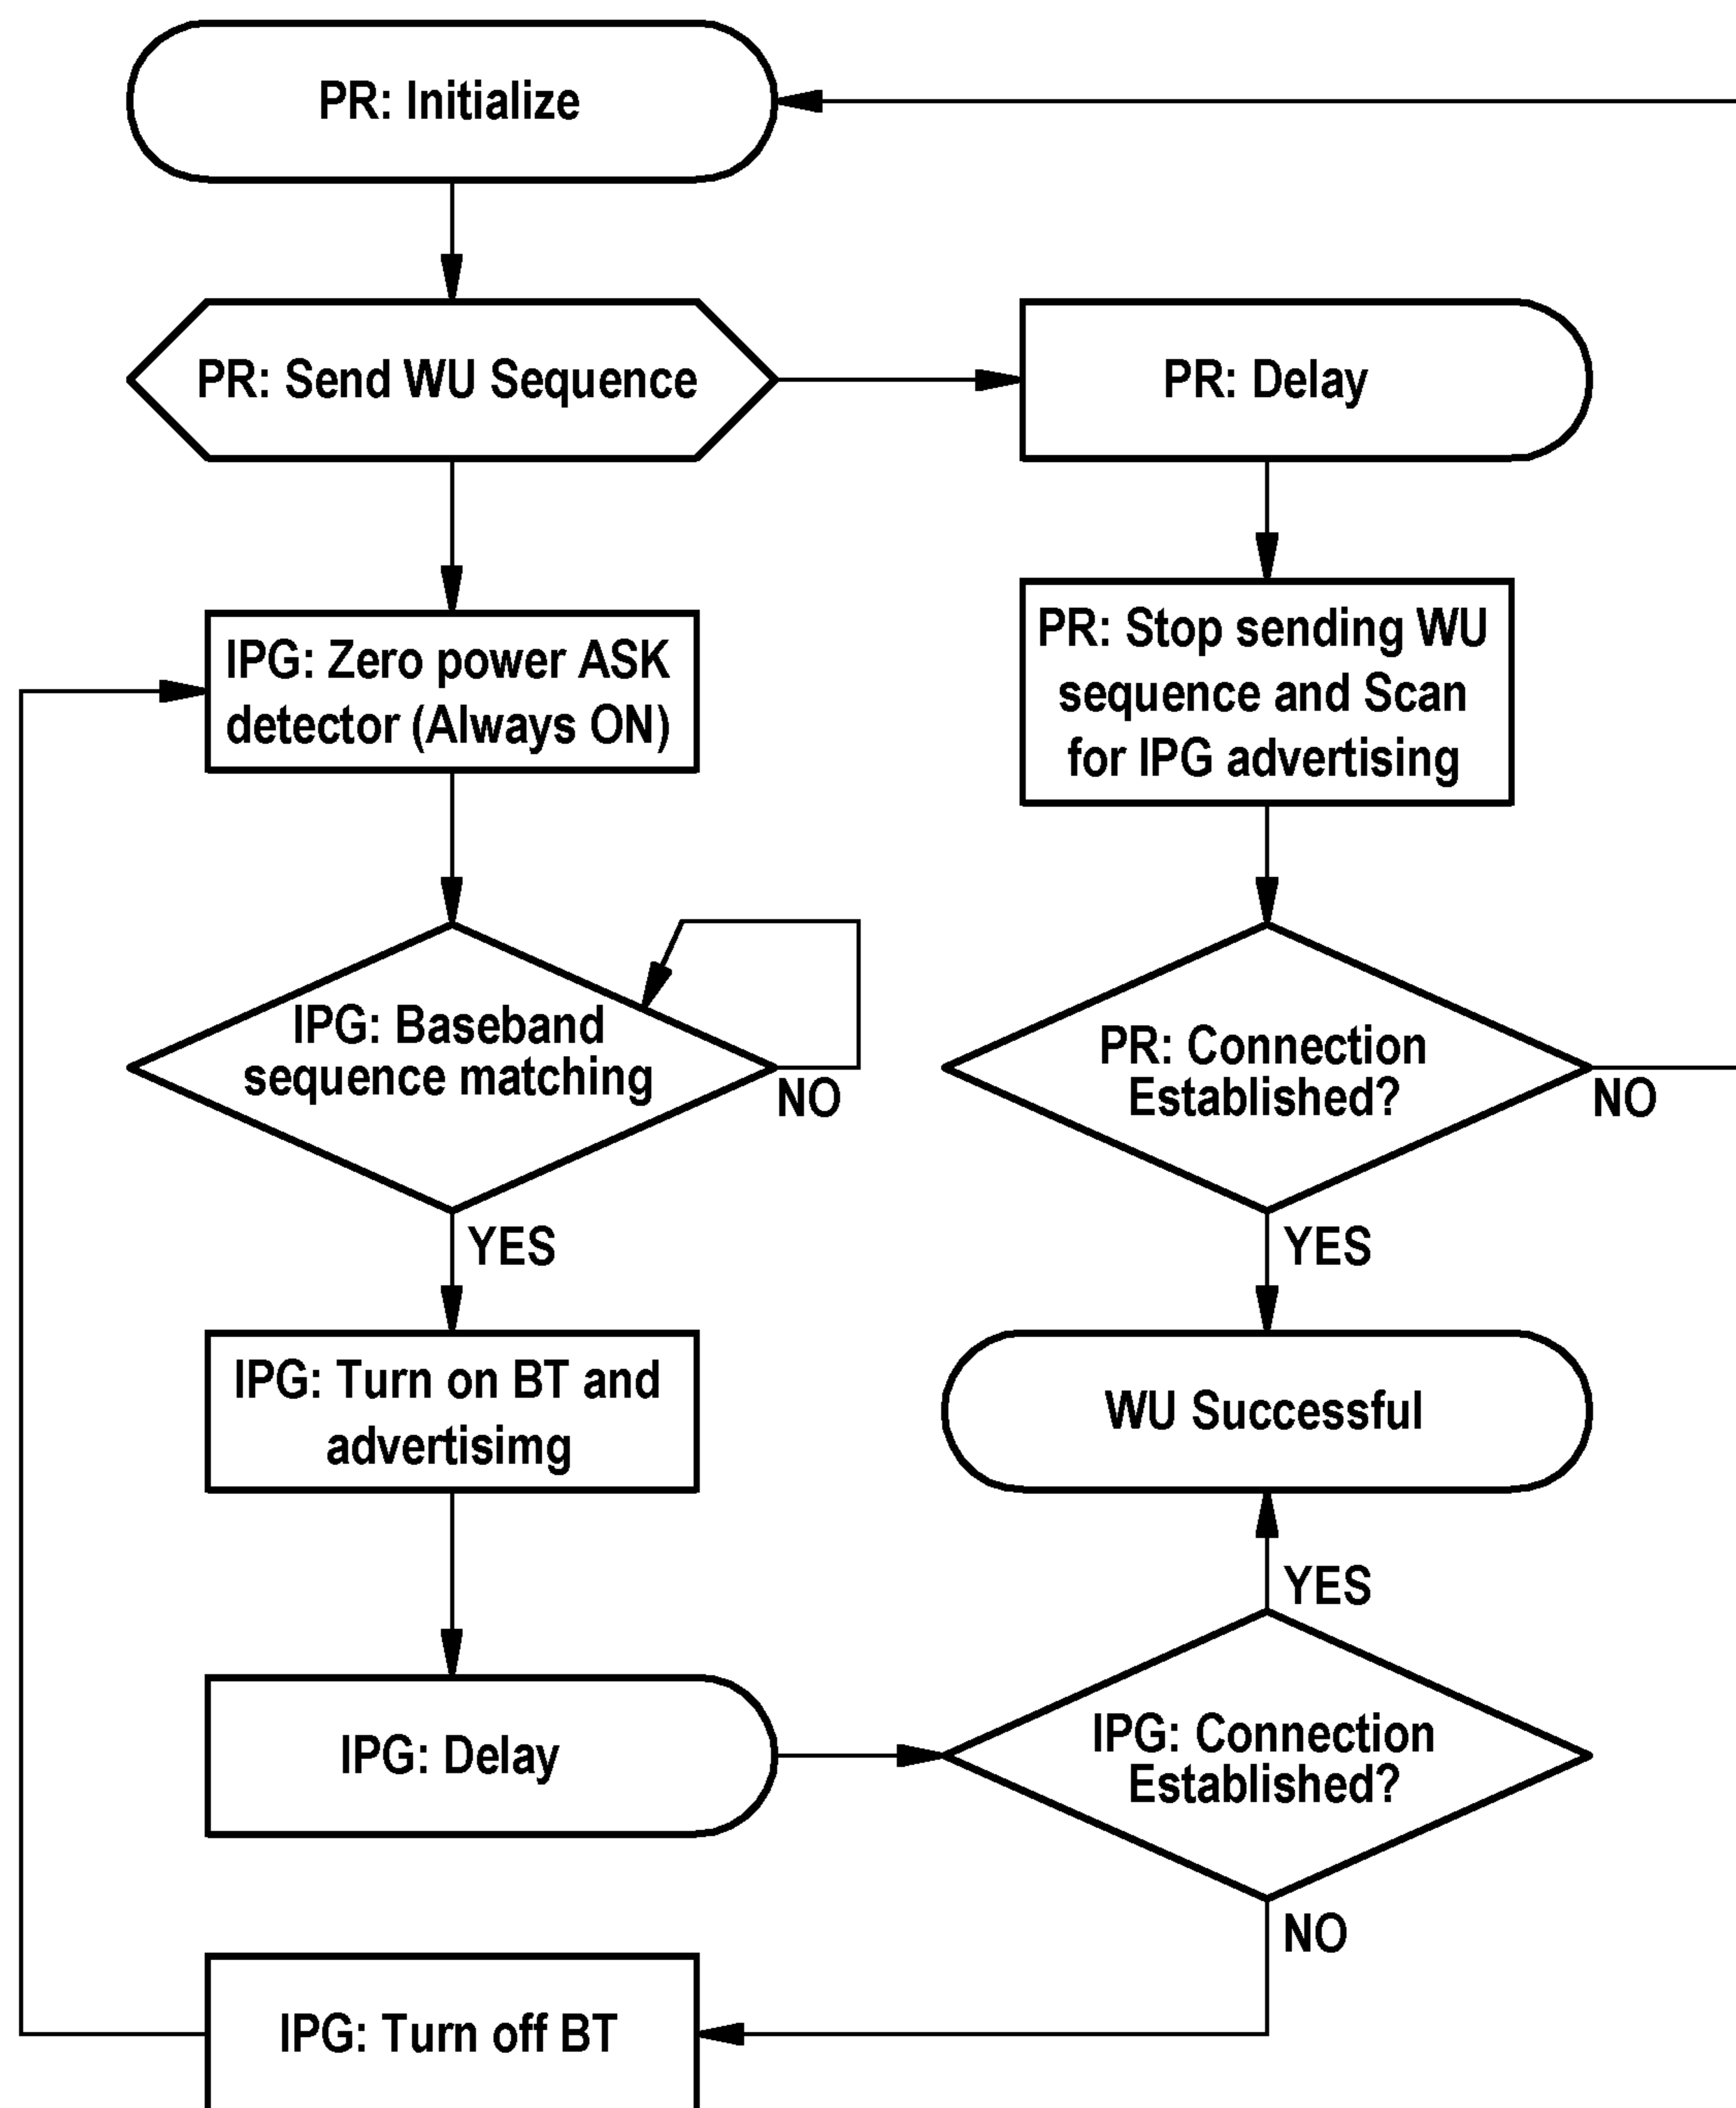 PR: Initialize
PR: Send WU Sequence
PR: Delay
IPG: Zero power ASK
detector (Always ON)
PR: Stop sending WU
sequence and Scan
for IPG advertising
IPG: Baseband
sequence matching
NO
PR: Connection
Established?
NO
YES
YES
IPG: Turn on BT and
advertisimg
WU Successful
YES
IPG: Delay
IPG: Connection
Established?
NO
IPG: Turn off BT